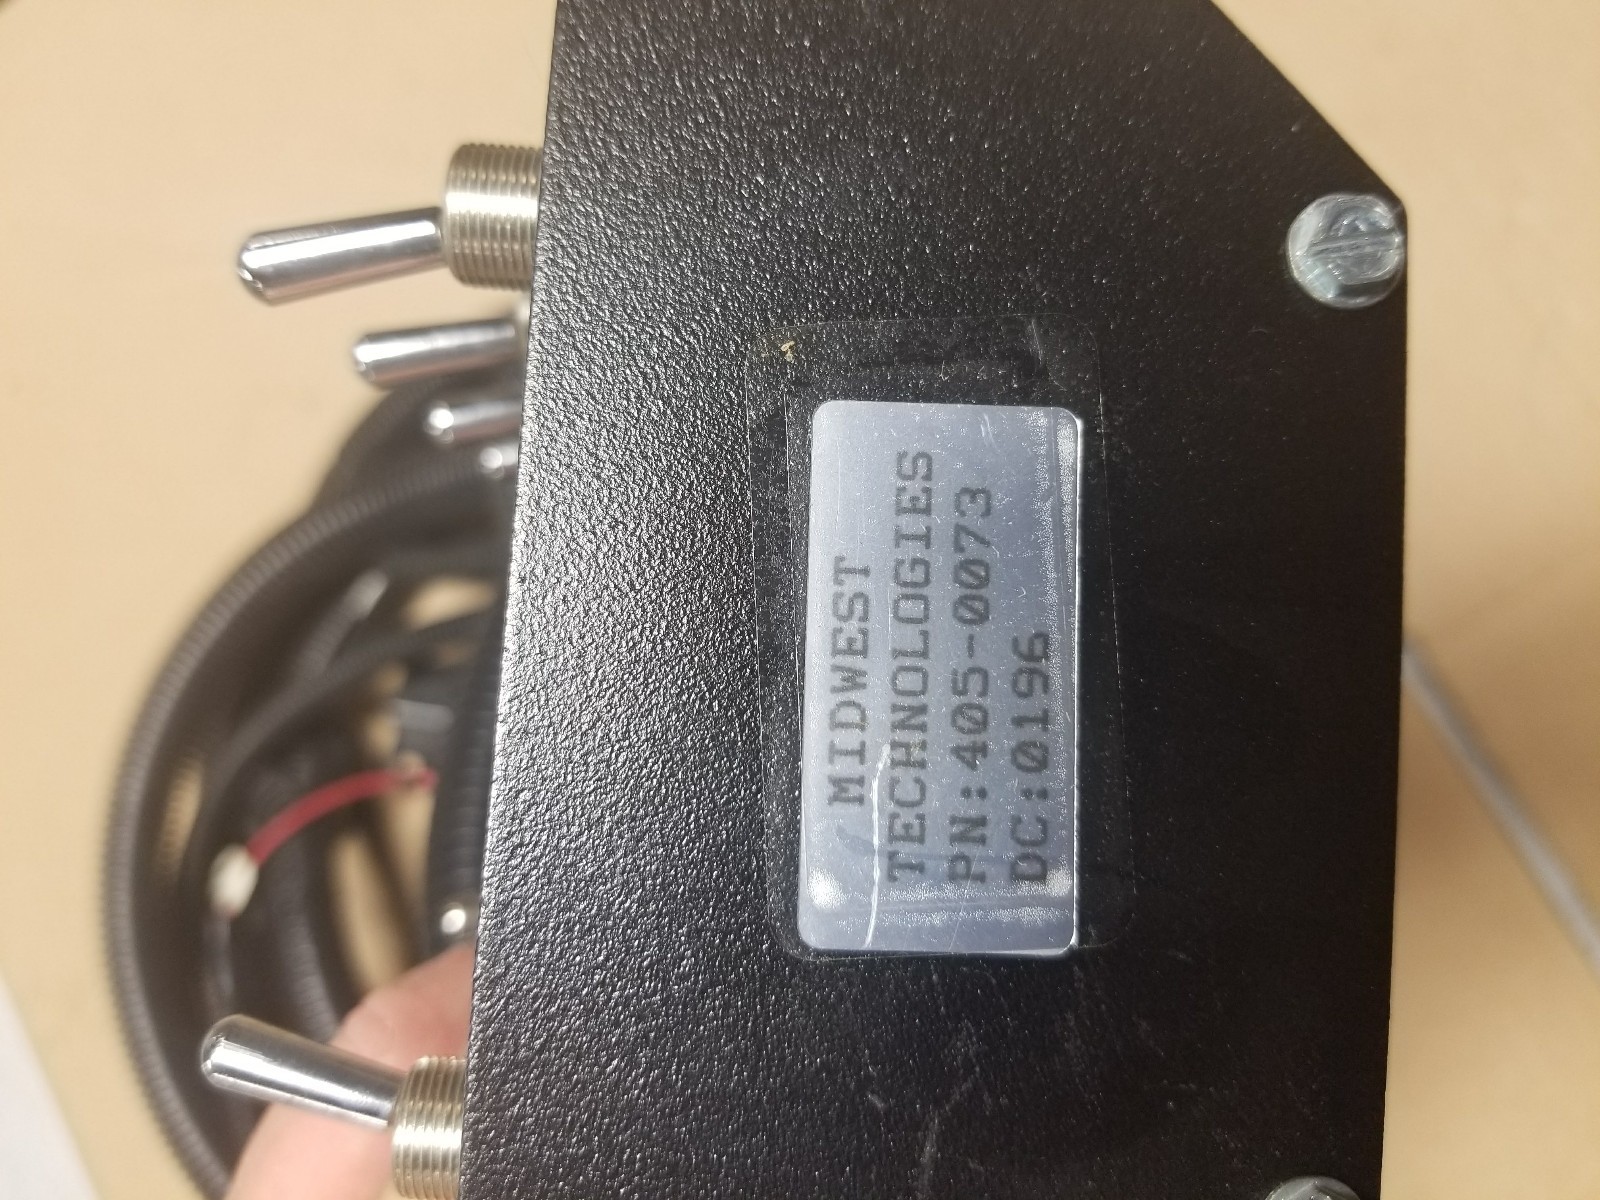 MIDWEST
TECHNOLOGIES
PN:405-0073
DC:0196